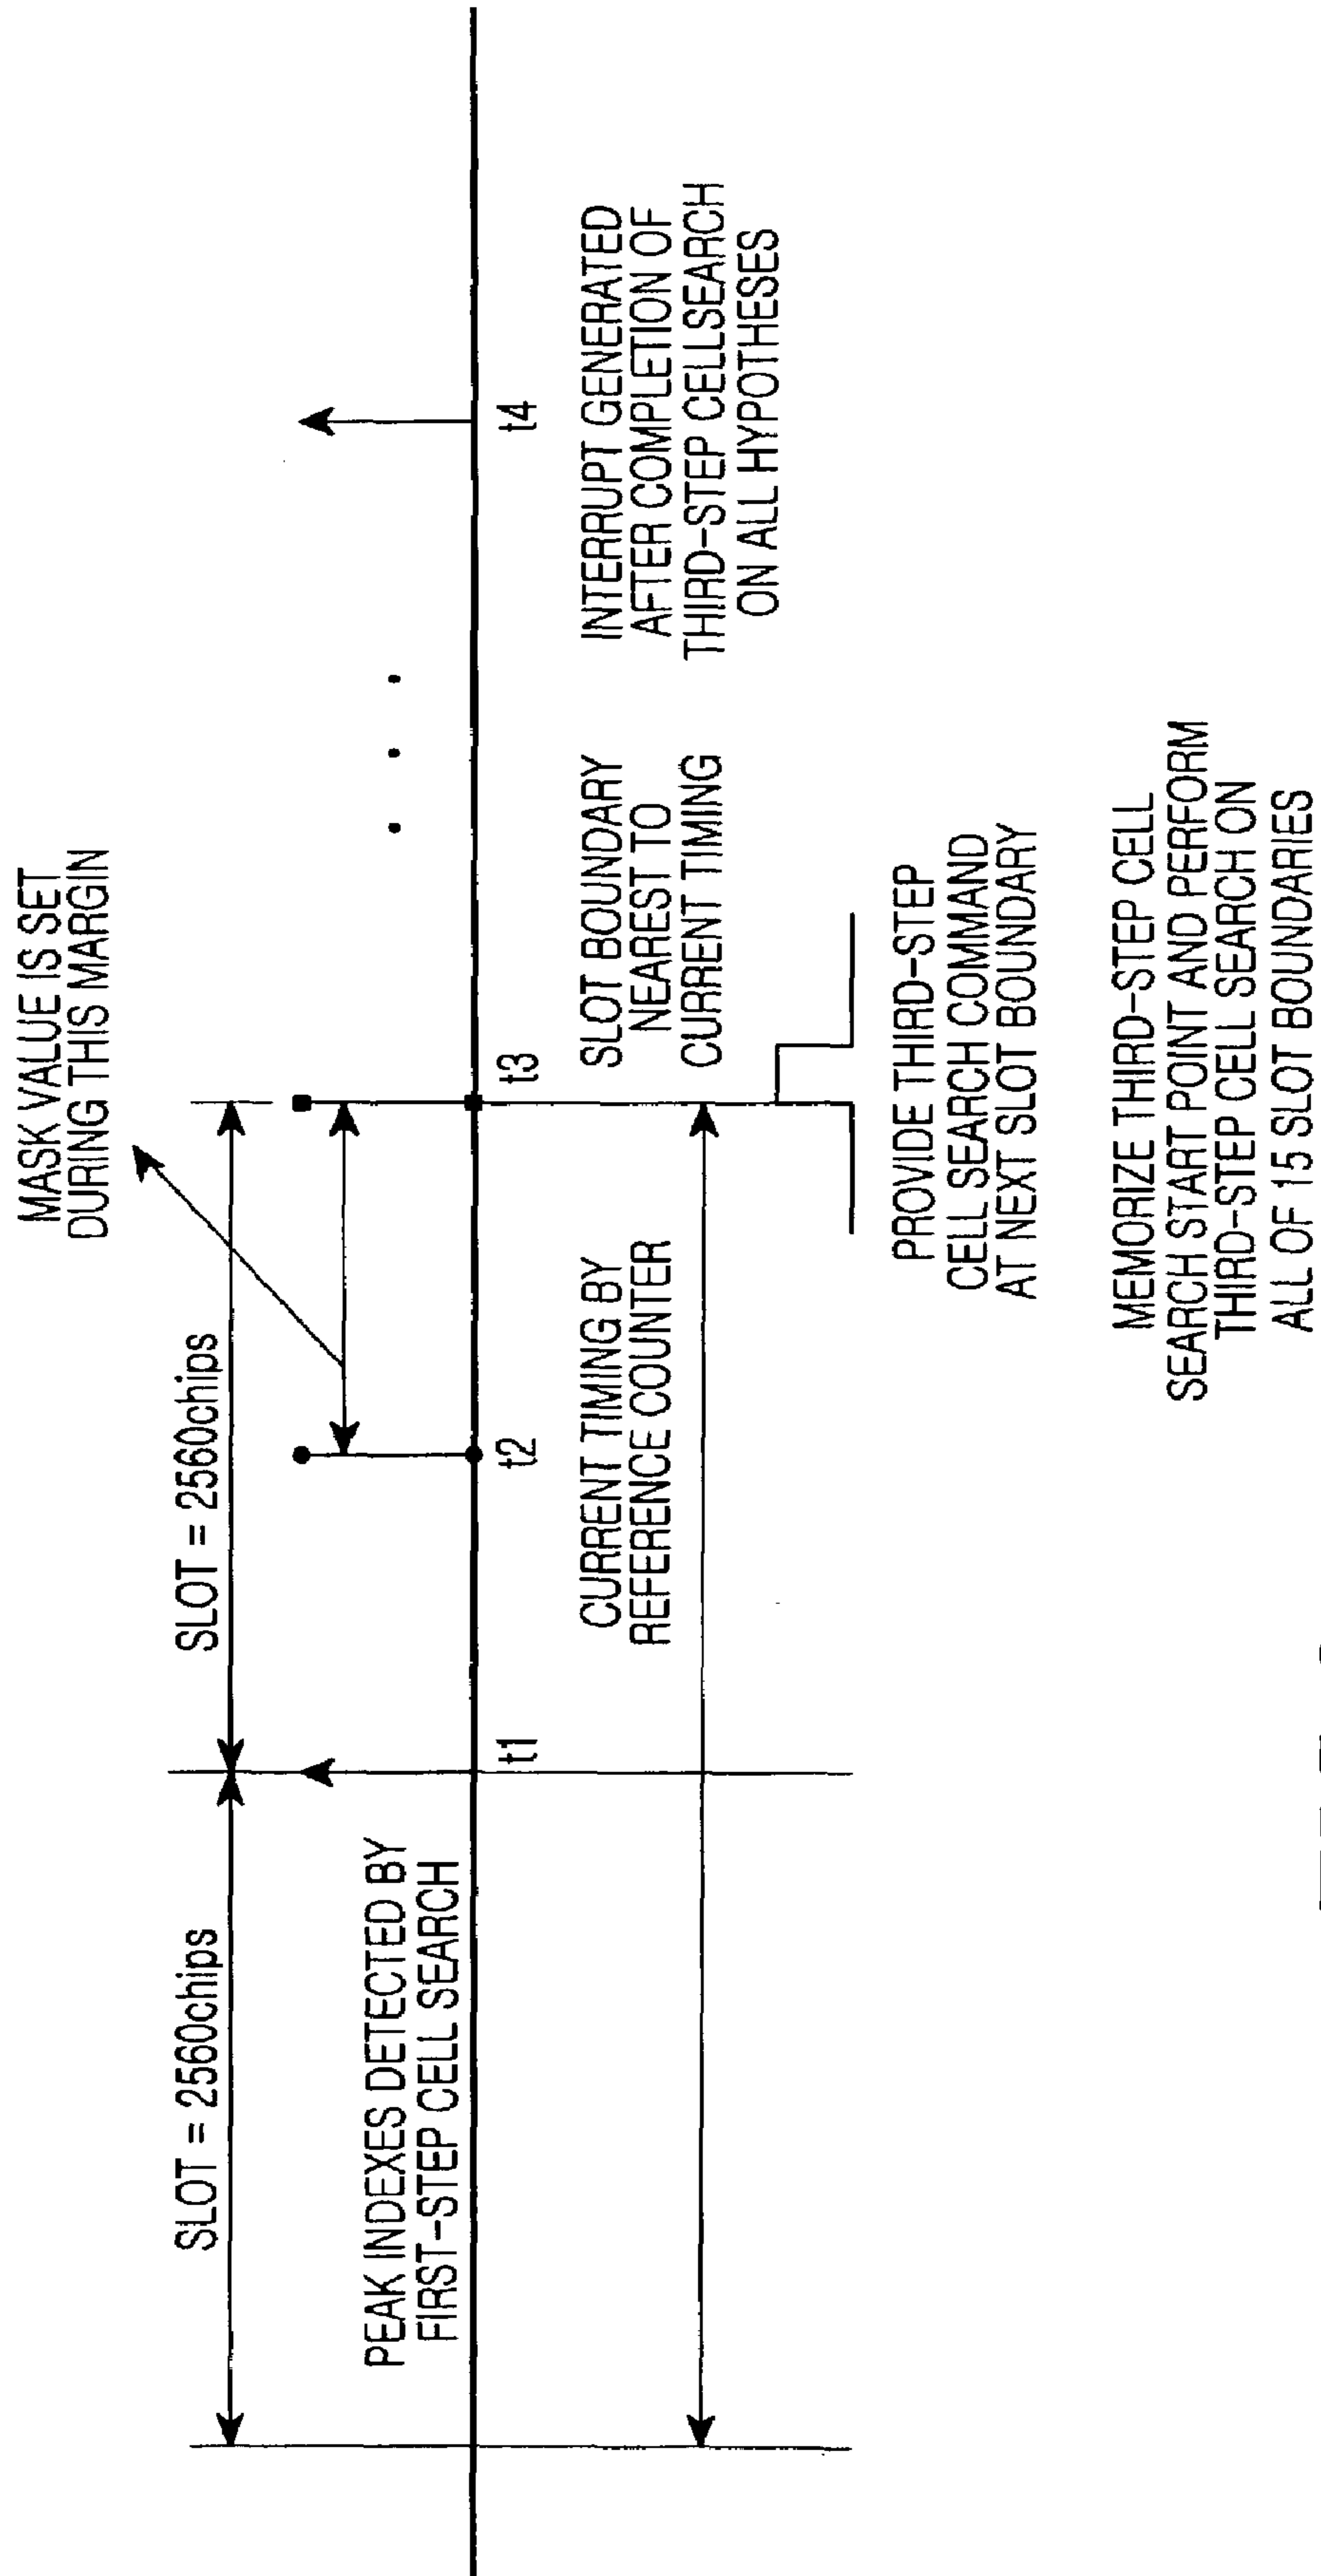 MASK VALUE IS SET
DURING THIS MARGIN
SLOT = 2560chips
SLOT = 2560chips
PEAK INDEXES DETECTED BY
FIRST-STEP CELL SEARCH
t1
t2
t3
t4
CURRENT TIMING BY
REFERENCE COUNTER
SLOT BOUNDARY
NEAREST TO
CURRENT TIMING
INTERRUPT GENERATED
AFTER COMPLETION OF
THIRD-STEP CELLSEARCH
ON ALL HYPOTHESES
PROVIDE THIRD-STEP
CELL SEARCH COMMAND
AT NEXT SLOT BOUNDARY
MEMORIZE THIRD-STEP CELL
SEARCH START POINT AND PERFORM
THIRD-STEP CELL SEARCH ON
ALL OF 15 SLOT BOUNDARIES